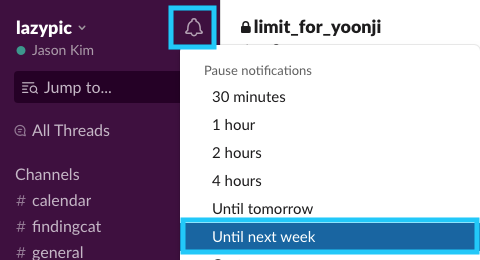 lazypic
Jason Kim
Jump to...
All Threads
Channels
# calendar
# findingcat
# general
limit_for_yoonji
Pause notifications
30 minutes
1 hour
2 hours
4 hours
Until tomorrow
Until next week